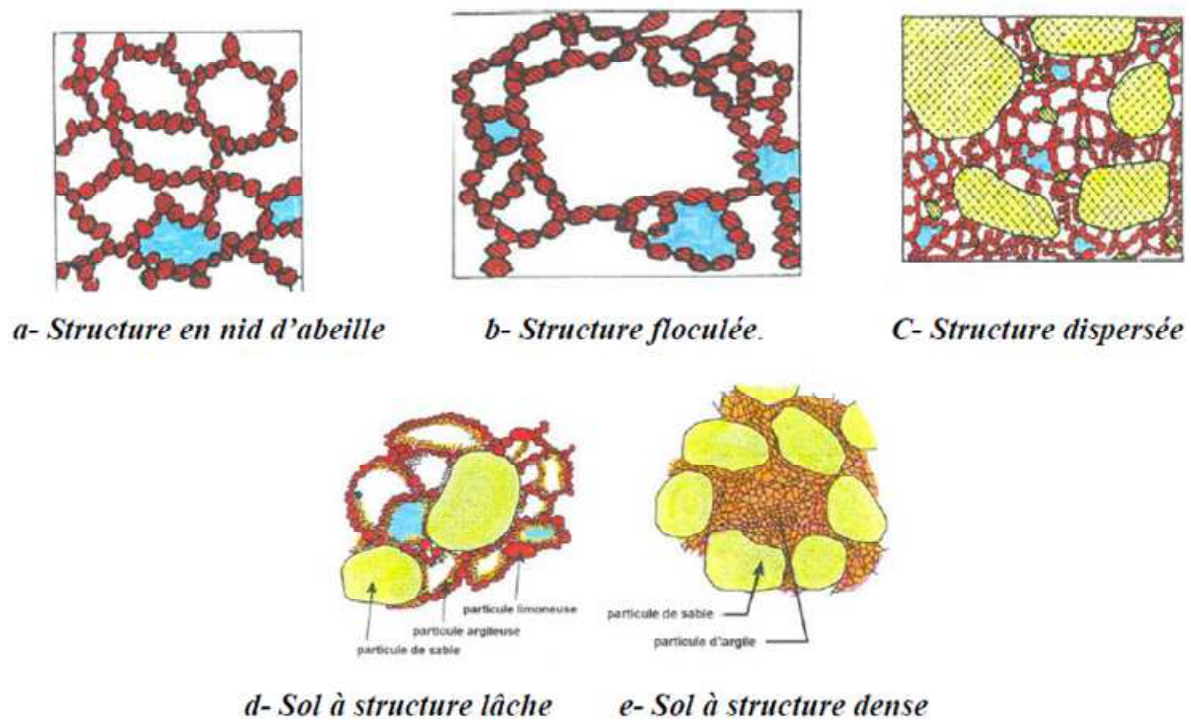 a- Structure en nid d'abeille
b- Structure floculée.
C- Structure dispersée
particule limoneuse
particule argileuse
particule de sable
particule de sable
particule d'argile
d- Sol à structure lâche
e- Sol à structure dense